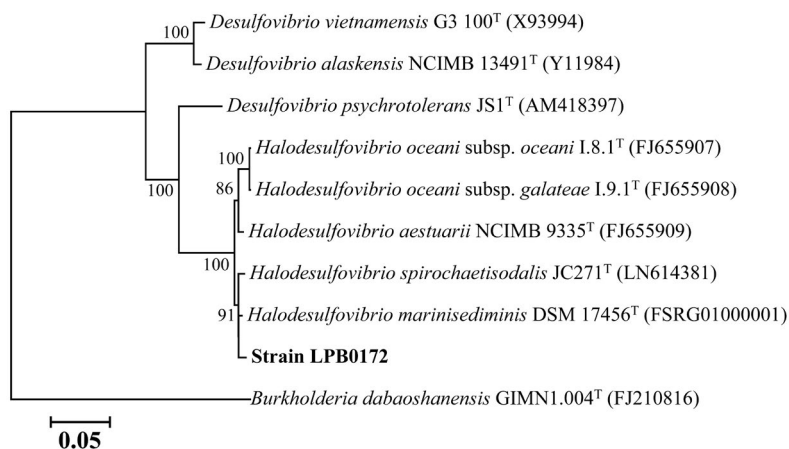 Desulfovibrio vietnamensis G3 100ᵀ (X93994)
100
Desulfovibrio alaskensis NCIMB 13491ᵀ (Y11984)
Desulfovibrio psychrotolerans JS1ᵀ (AM418397)
Halodesulfovibrio oceani subsp. oceani I.8.1ᵀ (FJ655907)
100
86
100
Halodesulfovibrio oceani subsp. galateae I.9.1ᵀ (FJ655908)
Halodesulfovibrio aestuarii NCIMB 9335ᵀ (FJ655909)
100
Halodesulfovibrio spirochaetisodalis JC271ᵀ (LN614381)
91
Halodesulfovibrio marinisediminis DSM 17456ᵀ (FSRG01000001)
Strain LPB0172
Burkholderia dabaoshanensis GIMN1.004ᵀ (FJ210816)
0.05